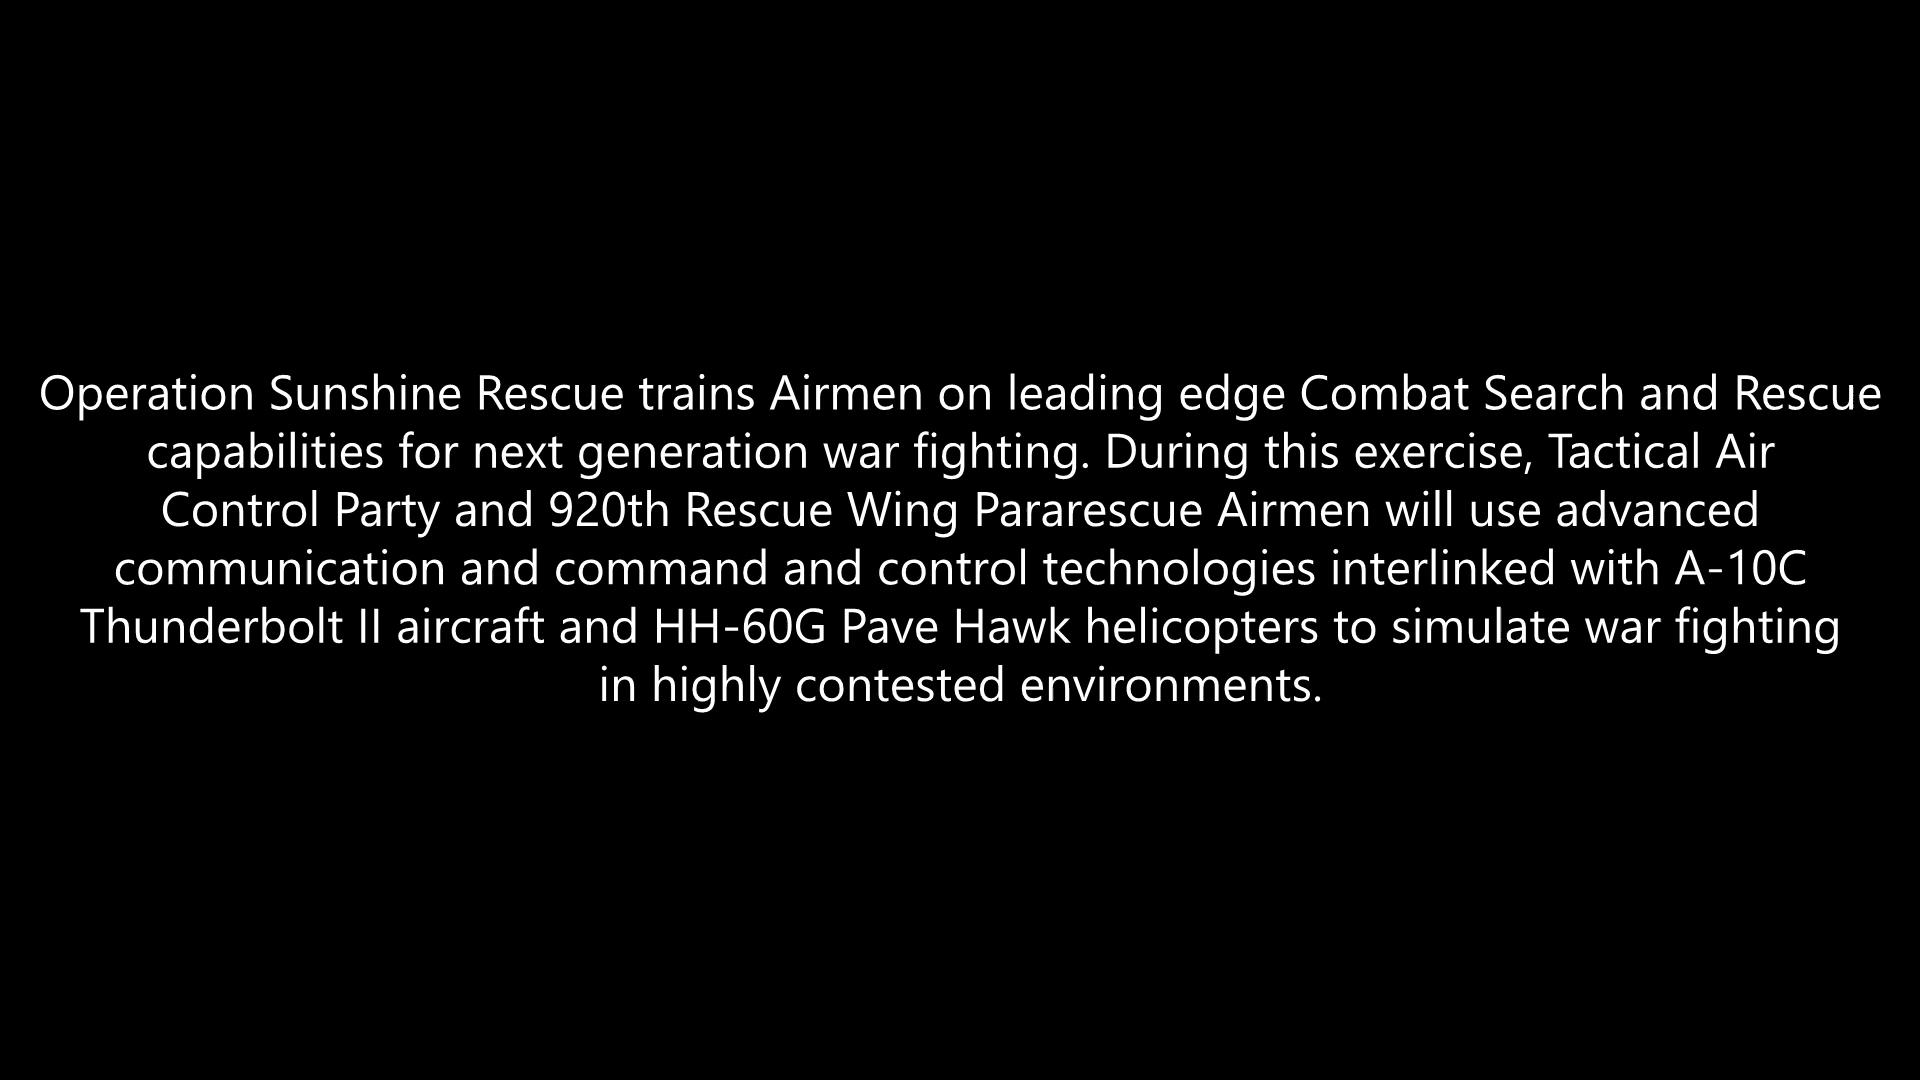 Operation Sunshine Rescue trains Airmen on leading edge Combat Search and Rescue
capabilities for next generation war fighting. During this exercise, Tactical Air
Control Party and 920th Rescue Wing Pararescue Airmen will use advanced
communication and command and control technologies interlinked with A-10C
Thunderbolt II aircraft and HH-60G Pave Hawk helicopters to simulate war fighting
in highly contested environments.